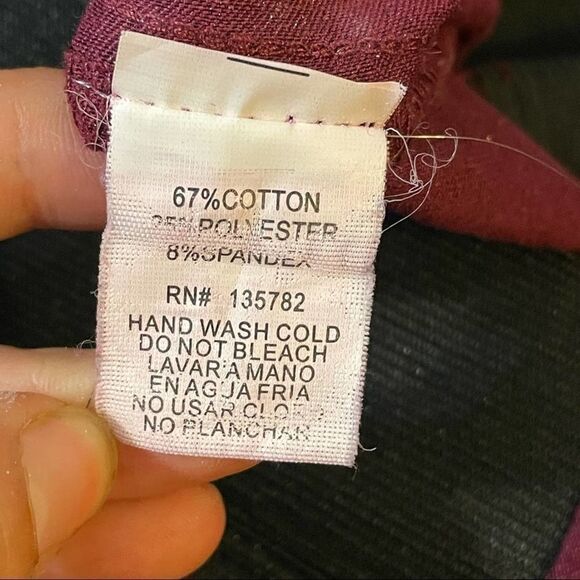 67%COTTON
25%POLYESTER
8%SPANDEX
RN# 135782
HAND WASH COLD
DO NOT BLEACH
LAVAR'A MANO
EN AGUA FRIA
NO USAR
NO PLANCHAR